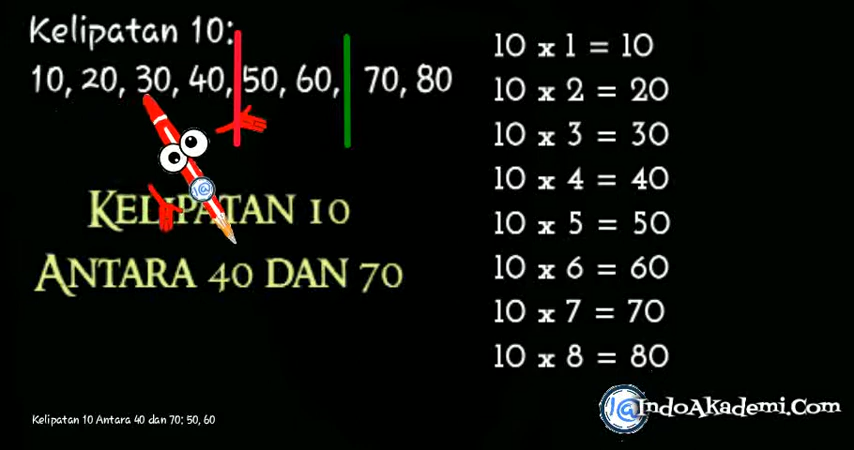 Kelipatan 10:
10, 20, 30, 40, 50, 60, 70, 80
KELIPATAN 10
ANTARA 40 DAN 70
10 x 1 = 10
10 x 2 = 20
10 x 3 = 30
10 x 4 = 40
10 x 5 = 50
10 x 6 = 60
10 x 7 = 70
10 x 8 = 80
Kelipatan 10 Antara 40 dan 70: 50, 60
1@IndoAkademi.Com